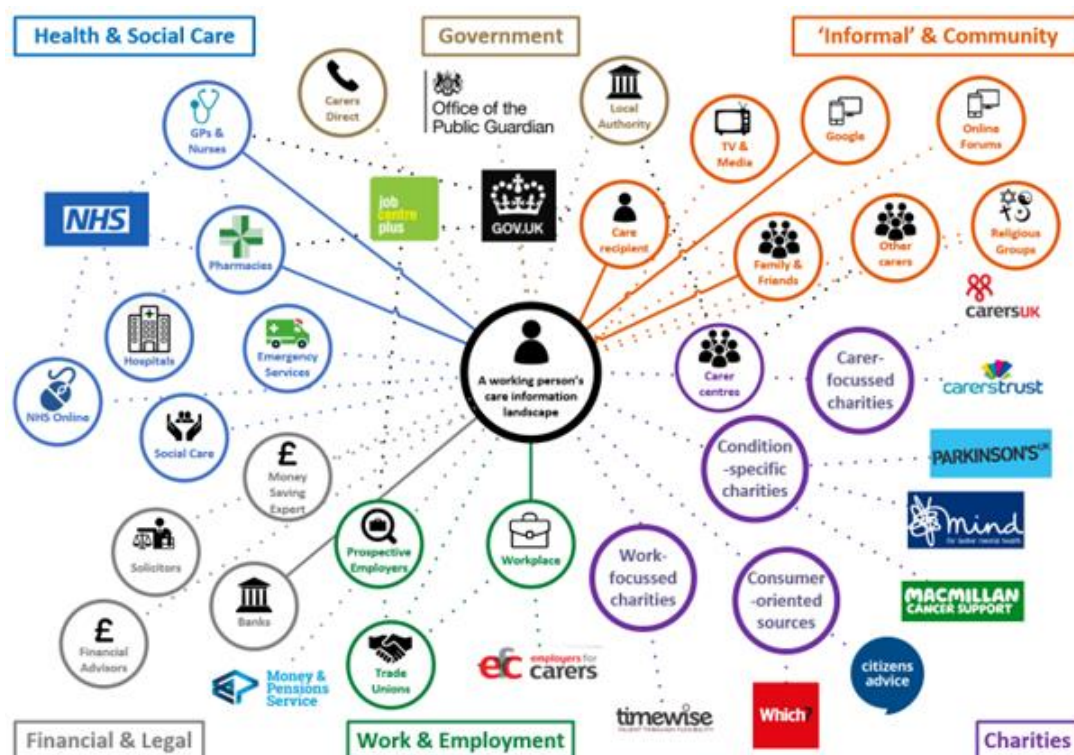 Health & Social Care
Government
'Informal' & Community
GPs &
Nurses
Carers
Direct
Office of the
Public Guardian
Local
Authority
TV &
Media
Google
Online
Forums
NHS
Pharmacies
job
centre
plus
GOV.UK
Care
recipient
Family &
Friends
Other
carers
Religious
Groups
carersUK
Hospitals
Emergency
Services
NHS Online
Social Care
A working person's
care information
landscape
Carer
centres
Carer-
focussed
charities
carerstrust
Condition
-specific
charities
PARKINSON'S UK
mind
for better mental health
MACMILLAN
CANCER SUPPORT
£
Money
Saving
Expert
Solicitors
Banks
£
Financial
Advisors
Money &
Pensions
Service
Prospective
Employers
Workplace
Trade
Unions
efc employers for
carers
Work-
focussed
charities
Consumer
-oriented
sources
timewise
Which?
citizens
advice
Financial & Legal
Work & Employment
Charities